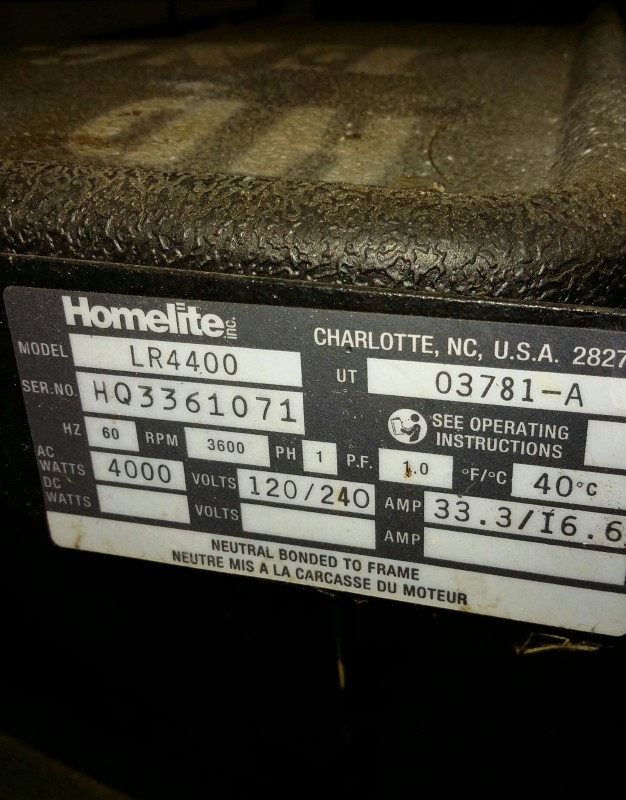 Homelite inc.
CHARLOTTE, NC, U.S.A. 2827
MODEL LR4400
UT 03781-A
SER.NO. HQ3361071
SEE OPERATING
INSTRUCTIONS
HZ 60 RPM 3600 PH 1 P.F. 1.0 °F/°C 40°C
AC
WATTS 4000 VOLTS 120/240 AMP 33.3/16.6
DC
WATTS VOLTS AMP
NEUTRAL BONDED TO FRAME
NEUTRE MIS A LA CARCASSE DU MOTEUR